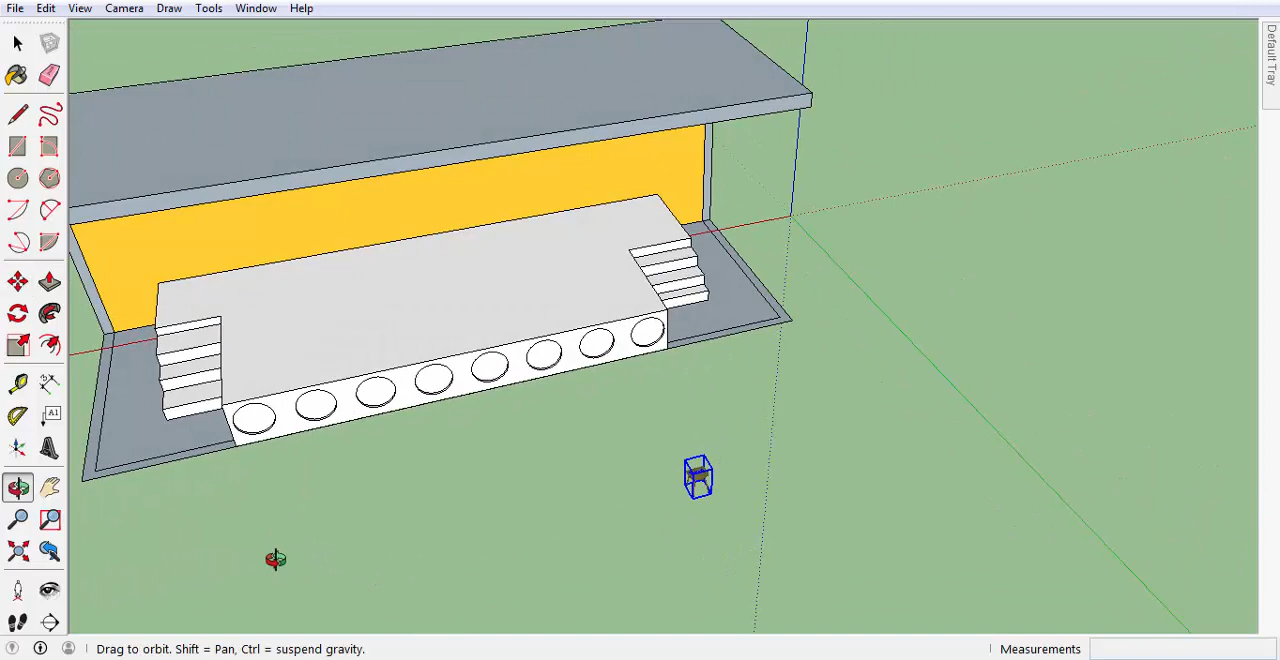 File Edit View Camera Draw Tools Window Help
Default Tray
A1
Drag to orbit. Shift = Pan, Ctrl = suspend gravity.
Measurements